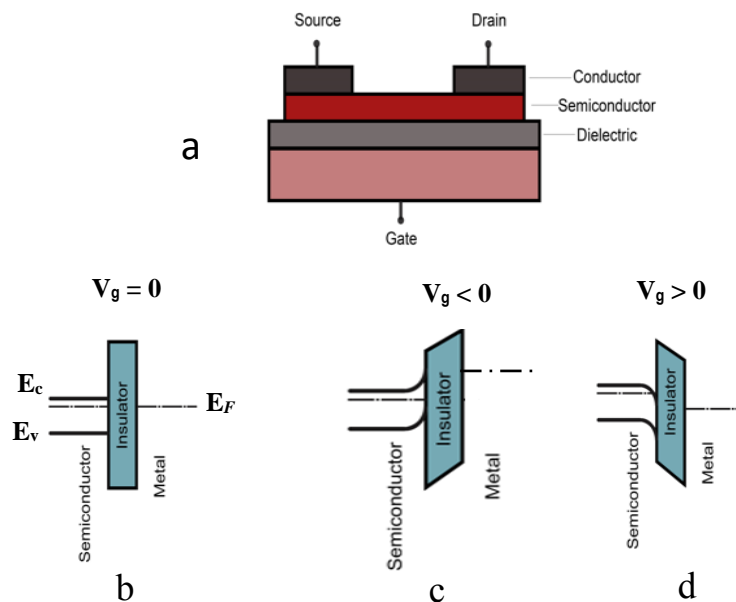 Source Drain
Conductor
Semiconductor
Dielectric
a
Gate
Vg = 0 Vg < 0 Vg > 0
Ec
EF
Ev
Insulator
Insulator
Insulator
Semiconductor
Metal
Semiconductor
Metal
Semiconductor
Metal
b c d